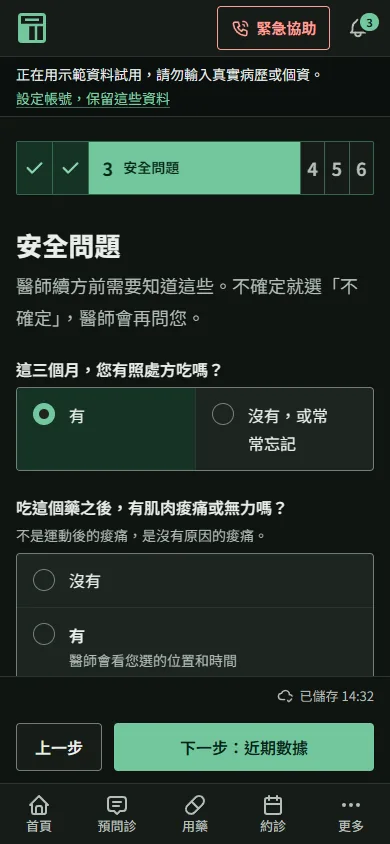 緊急協助
3
正在用示範資料試用，請勿輸入真實病歷或個資。
設定帳號，保留這些資料
3 安全問題 4 5 6
安全問題
醫師續方前需要知道這些。不確定就選「不
確定」，醫師會再問您。
這三個月，您有照處方吃嗎？
有
沒有，或常
常忘記
吃這個藥之後，有肌肉痠痛或無力嗎？
不是運動後的痠痛，是沒有原因的痠痛。
沒有
有
醫師會看您選的位置和時間
已儲存 14:32
上一步
下一步：近期數據
首頁 預問診 用藥 約診 更多